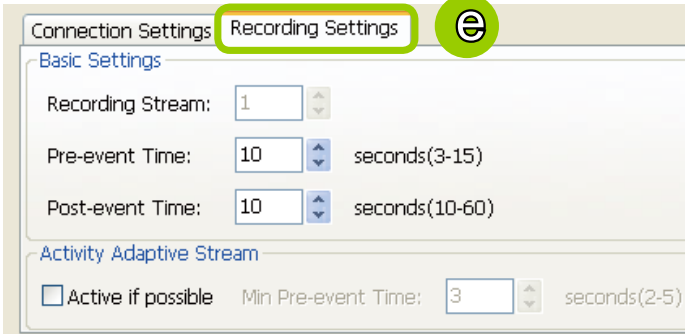 Connection Settings Recording Settings e
Basic Settings
Recording Stream: 1
Pre-event Time: 10 seconds(3-15)
Post-event Time: 10 seconds(10-60)
Activity Adaptive Stream
Active if possible Min Pre-event Time: 3 seconds(2-5)